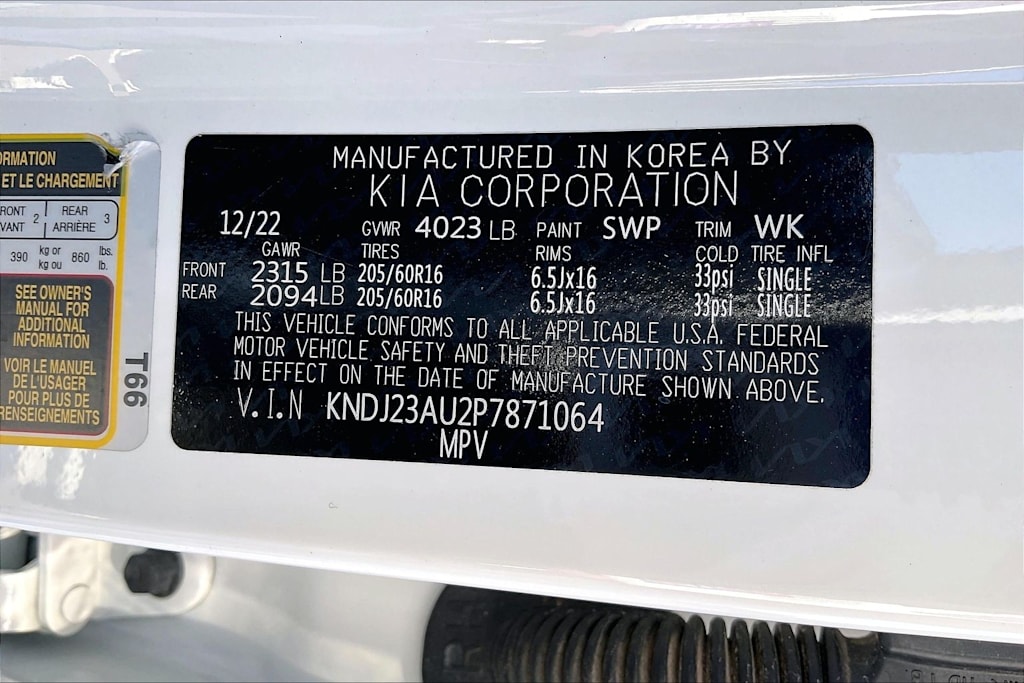 MANUFACTURED IN KOREA BY
KIA CORPORATION
12/22 GVWR 4023 LB PAINT SWP TRIM WK
GAWR TIRES RIMS COLD TIRE INFL
FRONT 2315 LB 205/60R16 6.5Jx16 33psi SINGLE
REAR 2094 LB 205/60R16 6.5Jx16 33psi SINGLE
THIS VEHICLE CONFORMS TO ALL APPLICABLE U.S.A. FEDERAL
MOTOR VEHICLE SAFETY AND THEFT PREVENTION STANDARDS
IN EFFECT ON THE DATE OF MANUFACTURE SHOWN ABOVE.
V.I.N KNDJ23AU2P7871064
MPV
ORMATION
ET LE CHARGEMENT
RONT 2 REAR 3
VANT ARRIÈRE
390 kg or 860 lbs.
kg ou lb.
SEE OWNER'S
MANUAL FOR
ADDITIONAL
INFORMATION
VOIR LE MANUEL
DE L'USAGER
POUR PLUS DE
RENSEIGNEMENTS
T66